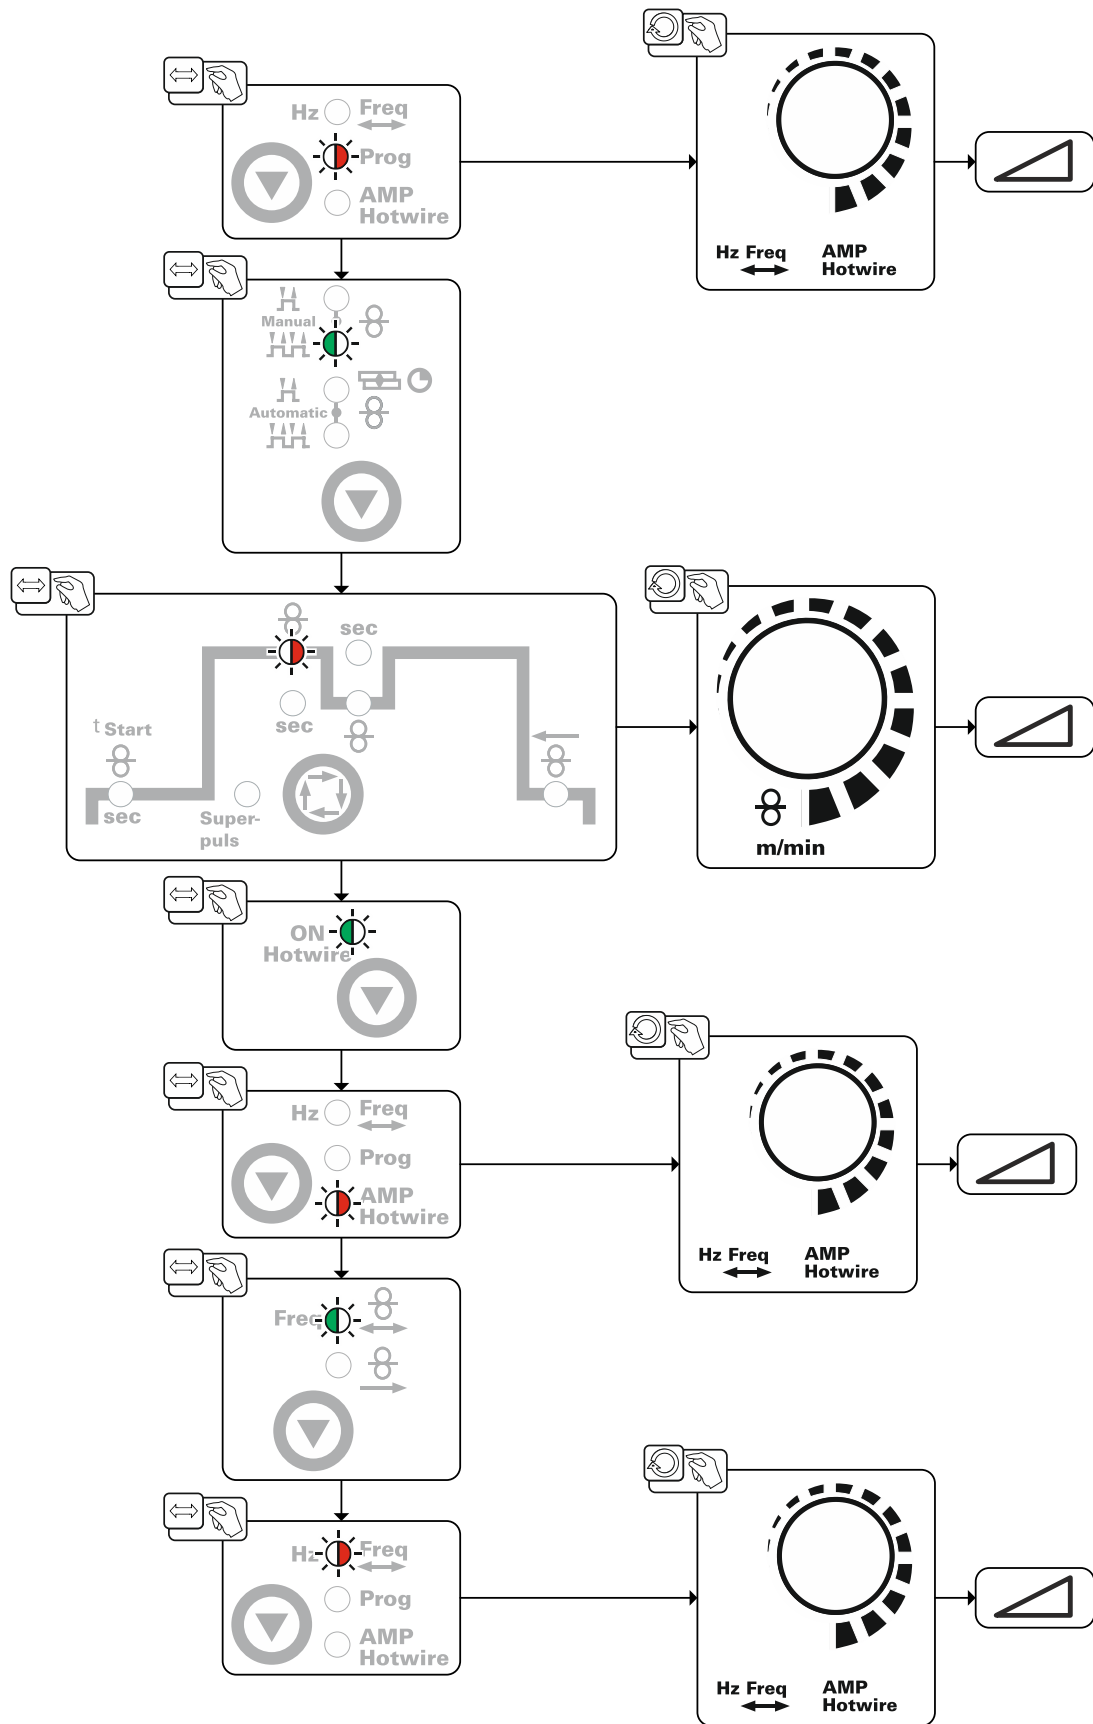 Hz Freq
Prog
AMP
Hotwire
Hz Freq AMP
Hotwire
Manual
Automatic
sec
sec
t Start
sec
Super-
puls
m/min
ON
Hotwire
Hz Freq
Prog
AMP
Hotwire
Hz Freq AMP
Hotwire
Freq
Hz Freq
Prog
AMP
Hotwire
Hz Freq AMP
Hotwire